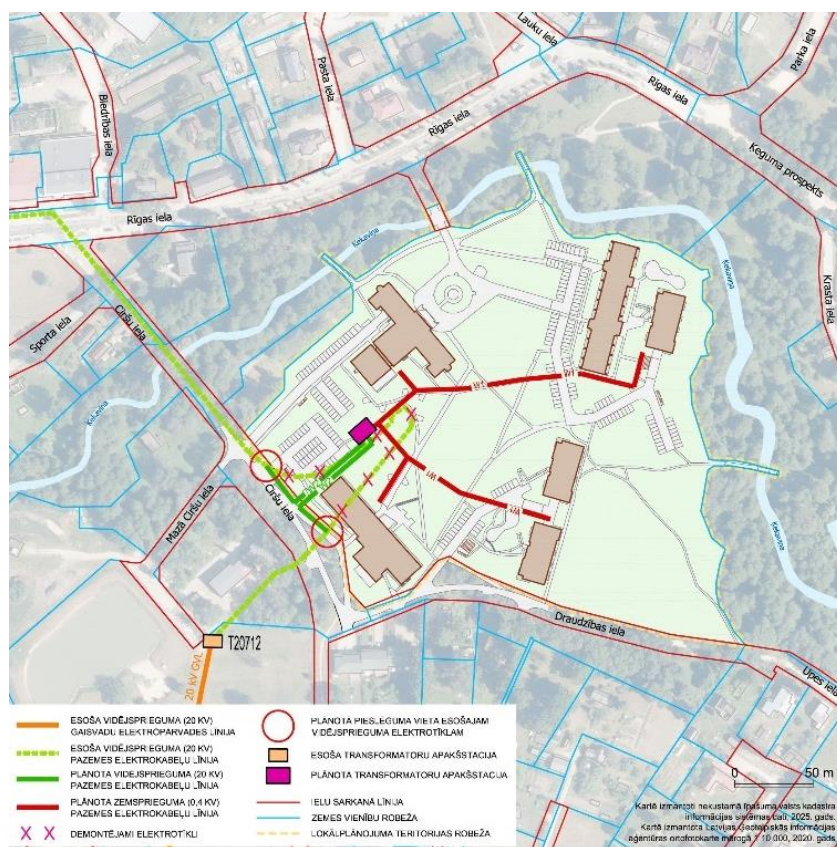 Lauku iela
Parka iela
Pasta iela
Rīgas iela
Biedrības iela
Rīgas iela
Ķeguma prospekts
Rīgas iela
Ķekaviņa
Ķekaviņa
Ciršu iela
Sporta iela
Krasta iela
W1
W1
Ķekaviņa
Ķekaviņa
W1
W1
Ciršu iela
Mazā Ciršu iela
Draudzības iela
T20712
Upes iela
20 KV GVL
ESOŠA VIDĒJSPRIEGUMA (20 KV)
GAISVADU ELEKTROPĀRVADES LĪNIJA
ESOŠA VIDĒJSPRIEGUMA (20 KV)
PAZEMES ELEKTROKABEĻU LĪNIJA
PLĀNOTA VIDĒJSPRIEGUMA (20 KV)
PAZEMES ELEKTROKABEĻU LĪNIJA
PLĀNOTA ZEMSPRIEGUMA (0,4 KV)
PAZEMES ELEKTROKABEĻU LĪNIJA
X X DEMONTĒJAMI ELEKTROTĪKLI
PLĀNOTA PIESLĒGUMA VIETA ESOŠAJAM
VIDĒJSPRIEGUMA ELEKTROTĪKLAM
ESOŠA TRANSFORMATORU APAKŠSTACIJA
PLĀNOTA TRANSFORMATORU APAKŠSTACIJA
IELU SARKANĀ LĪNIJA
ZEMES VIENĪBU ROBEŽA
LOKĀLPLĀNOJUMA TERITORIJAS ROBEŽA
0 50 m
Kartē izmantoti nekustamā īpašuma valsts kadastra
informācijas sistēmas dati, 2025. gads.
Kartē izmantota Latvijas Ģeotelpiskās informācijas
aģentūras ortofotokarte mērogā 1:10 000, 2020. gads